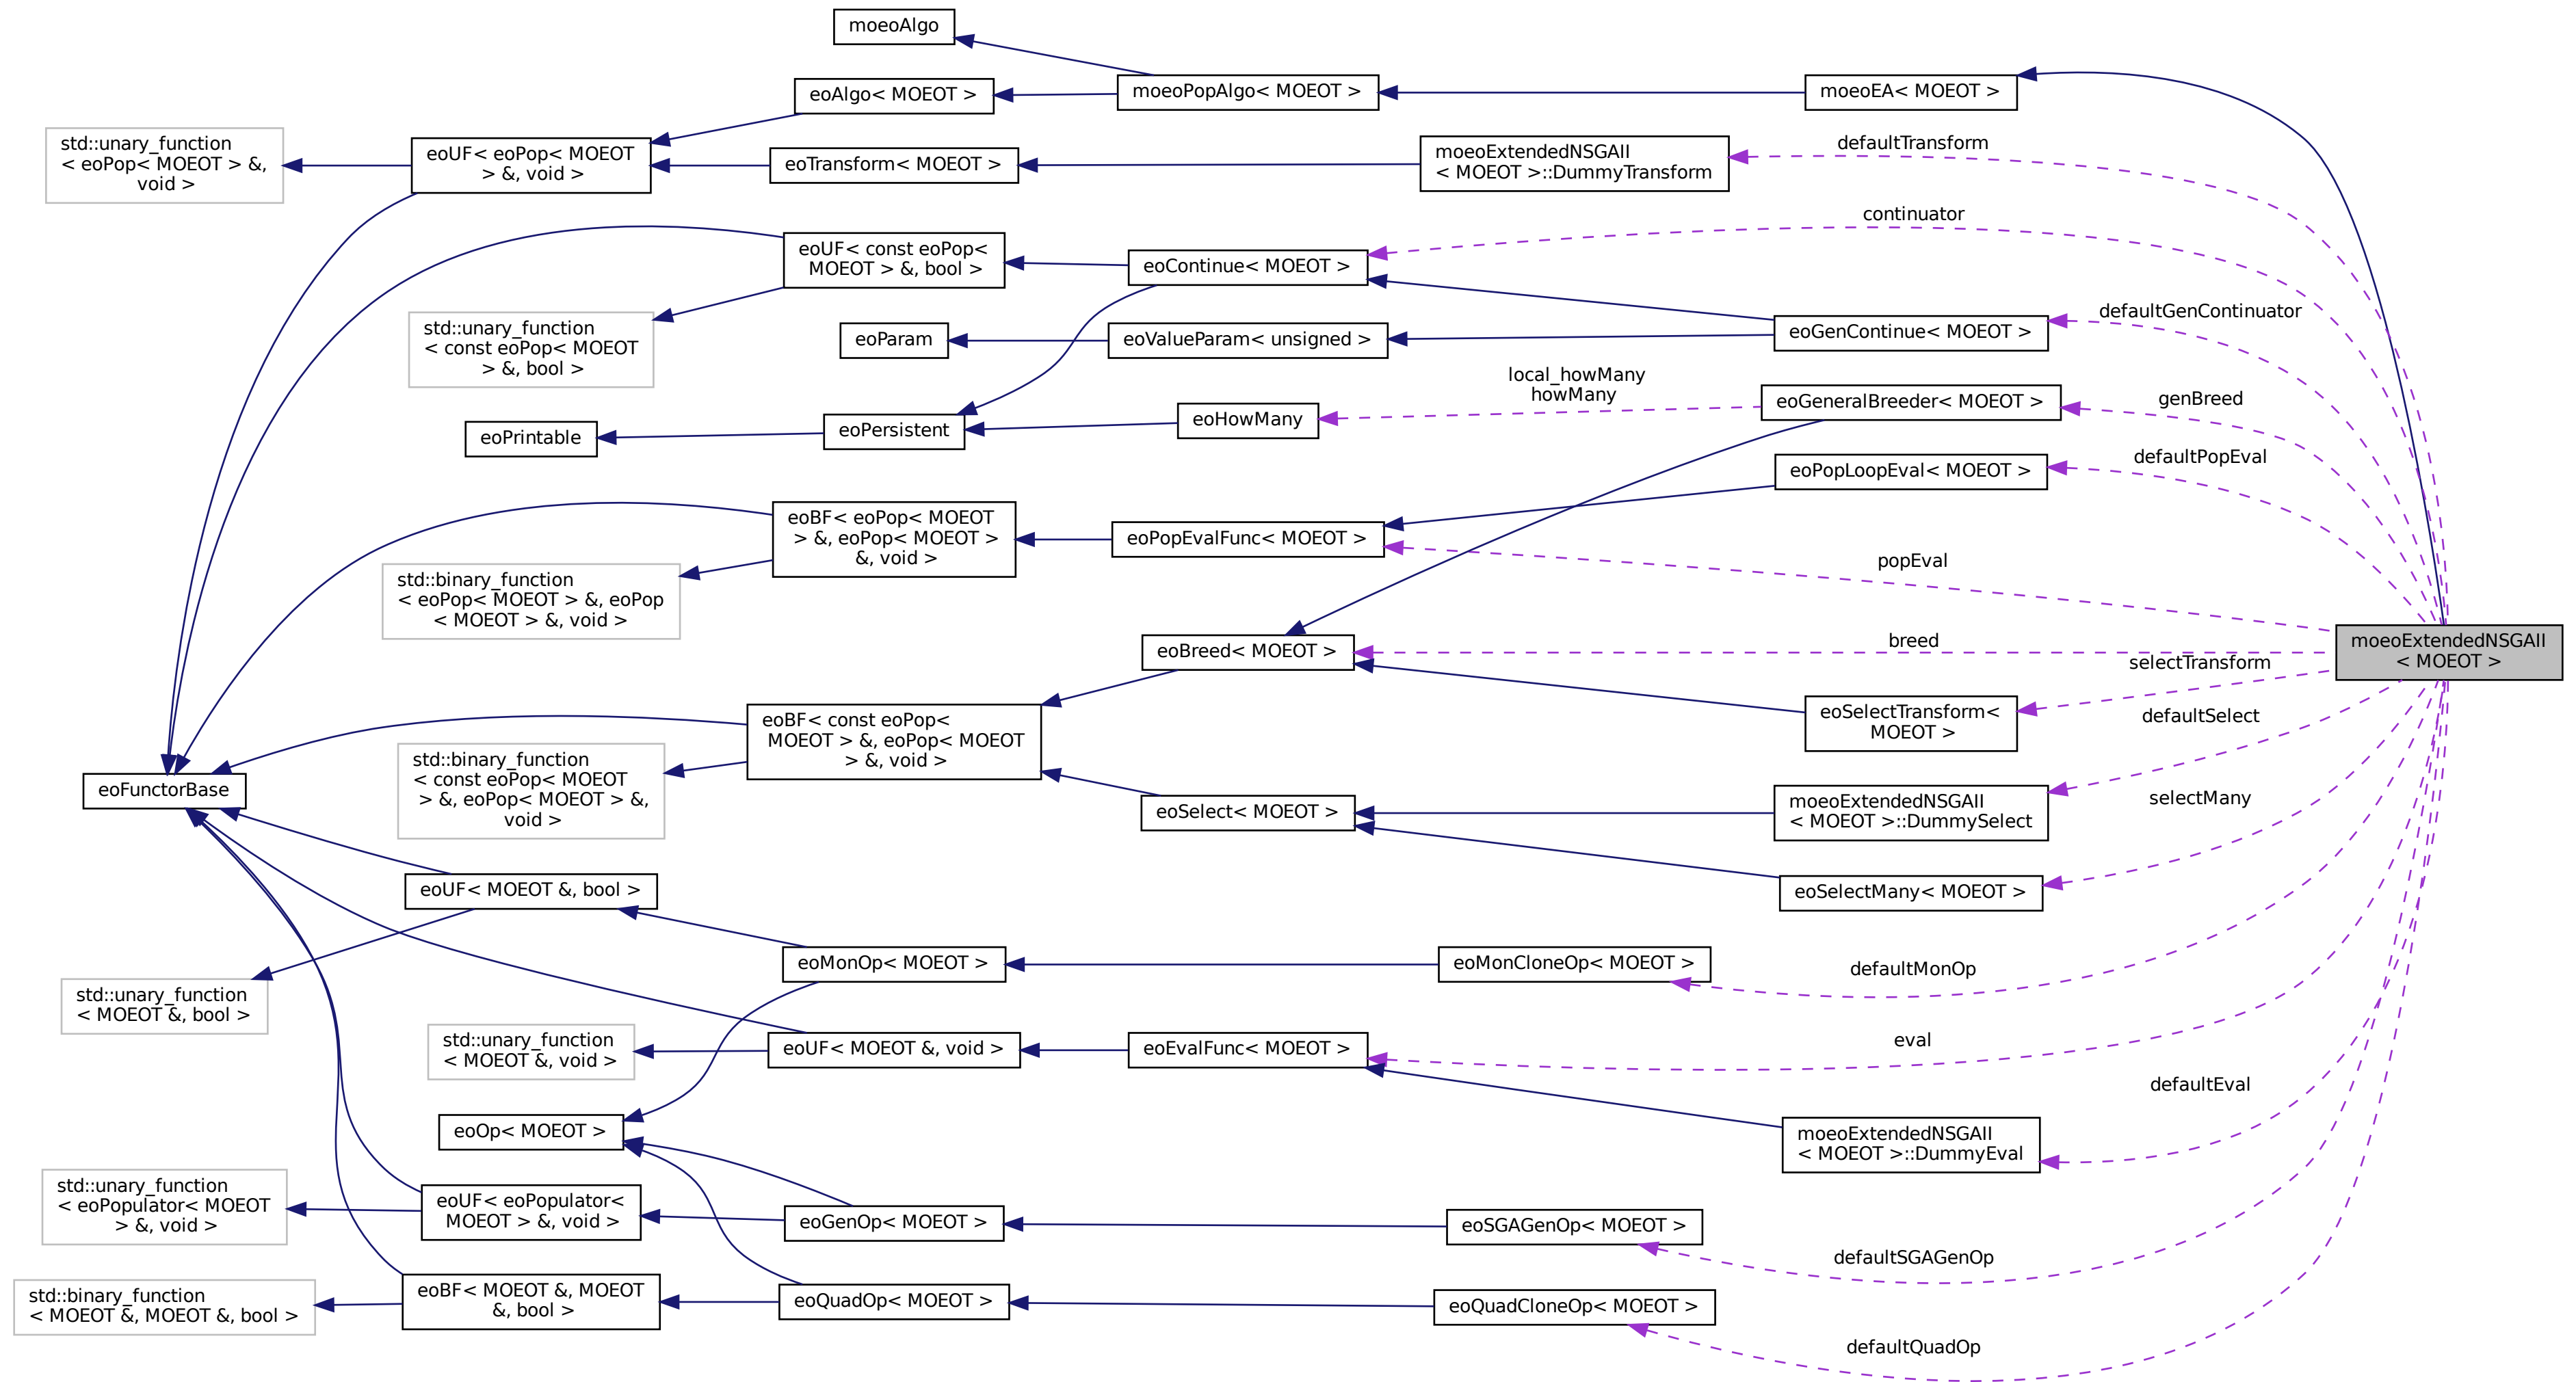 moeoAlgo
eoAlgo< MOEOT >
moeoPopAlgo< MOEOT >
moeoEA< MOEOT >
std::unary_function
< eoPop< MOEOT > &,
void >
eoUF< eoPop< MOEOT
> &, void >
eoTransform< MOEOT >
moeoExtendedNSGAII
< MOEOT >::DummyTransform
defaultTransform
continuator
eoUF< const eoPop<
MOEOT > &, bool >
eoContinue< MOEOT >
std::unary_function
< const eoPop< MOEOT
> &, bool >
eoParam
eoValueParam< unsigned >
eoGenContinue< MOEOT >
defaultGenContinuator
local_howMany
howMany
eoGeneralBreeder< MOEOT >
genBreed
eoPrintable
eoPersistent
eoHowMany
eoPopLoopEval< MOEOT >
defaultPopEval
eoBF< eoPop< MOEOT
> &, eoPop< MOEOT >
&, void >
eoPopEvalFunc< MOEOT >
popEval
std::binary_function
< eoPop< MOEOT > &, eoPop
< MOEOT > &, void >
eoBreed< MOEOT >
breed
moeoExtendedNSGAII
< MOEOT >
selectTransform
eoSelectTransform<
MOEOT >
defaultSelect
eoBF< const eoPop<
MOEOT > &, eoPop< MOEOT
> &, void >
std::binary_function
< const eoPop< MOEOT
> &, eoPop< MOEOT > &,
void >
eoFunctorBase
eoSelect< MOEOT >
moeoExtendedNSGAII
< MOEOT >::DummySelect
selectMany
eoSelectMany< MOEOT >
eoUF< MOEOT &, bool >
std::unary_function
< MOEOT &, bool >
eoMonOp< MOEOT >
eoMonCloneOp< MOEOT >
defaultMonOp
std::unary_function
< MOEOT &, void >
eoUF< MOEOT &, void >
eoEvalFunc< MOEOT >
eval
defaultEval
eoOp< MOEOT >
moeoExtendedNSGAII
< MOEOT >::DummyEval
std::unary_function
< eoPopulator< MOEOT
> &, void >
eoUF< eoPopulator<
MOEOT > &, void >
eoGenOp< MOEOT >
eoSGAGenOp< MOEOT >
defaultSGAGenOp
std::binary_function
< MOEOT &, MOEOT &, bool >
eoBF< MOEOT &, MOEOT
&, bool >
eoQuadOp< MOEOT >
eoQuadCloneOp< MOEOT >
defaultQuadOp